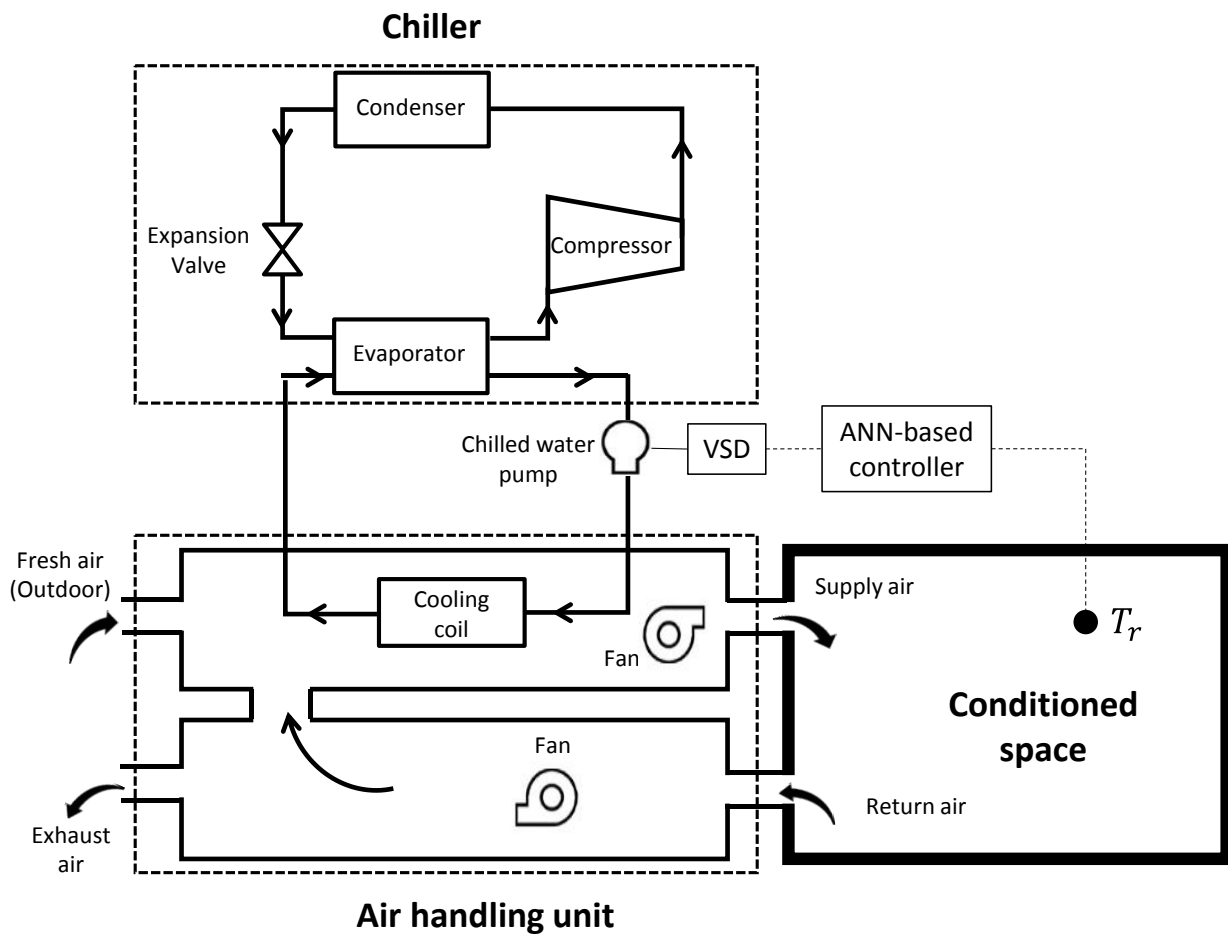 Chiller
Condenser
Expansion
Valve
Compressor
Evaporator
Chilled water
pump
VSD
ANN-based
controller
Fresh air
(Outdoor)
Cooling
coil
Fan
Supply air
T_r
Conditioned
space
Fan
Exhaust
air
Return air
Air handling unit